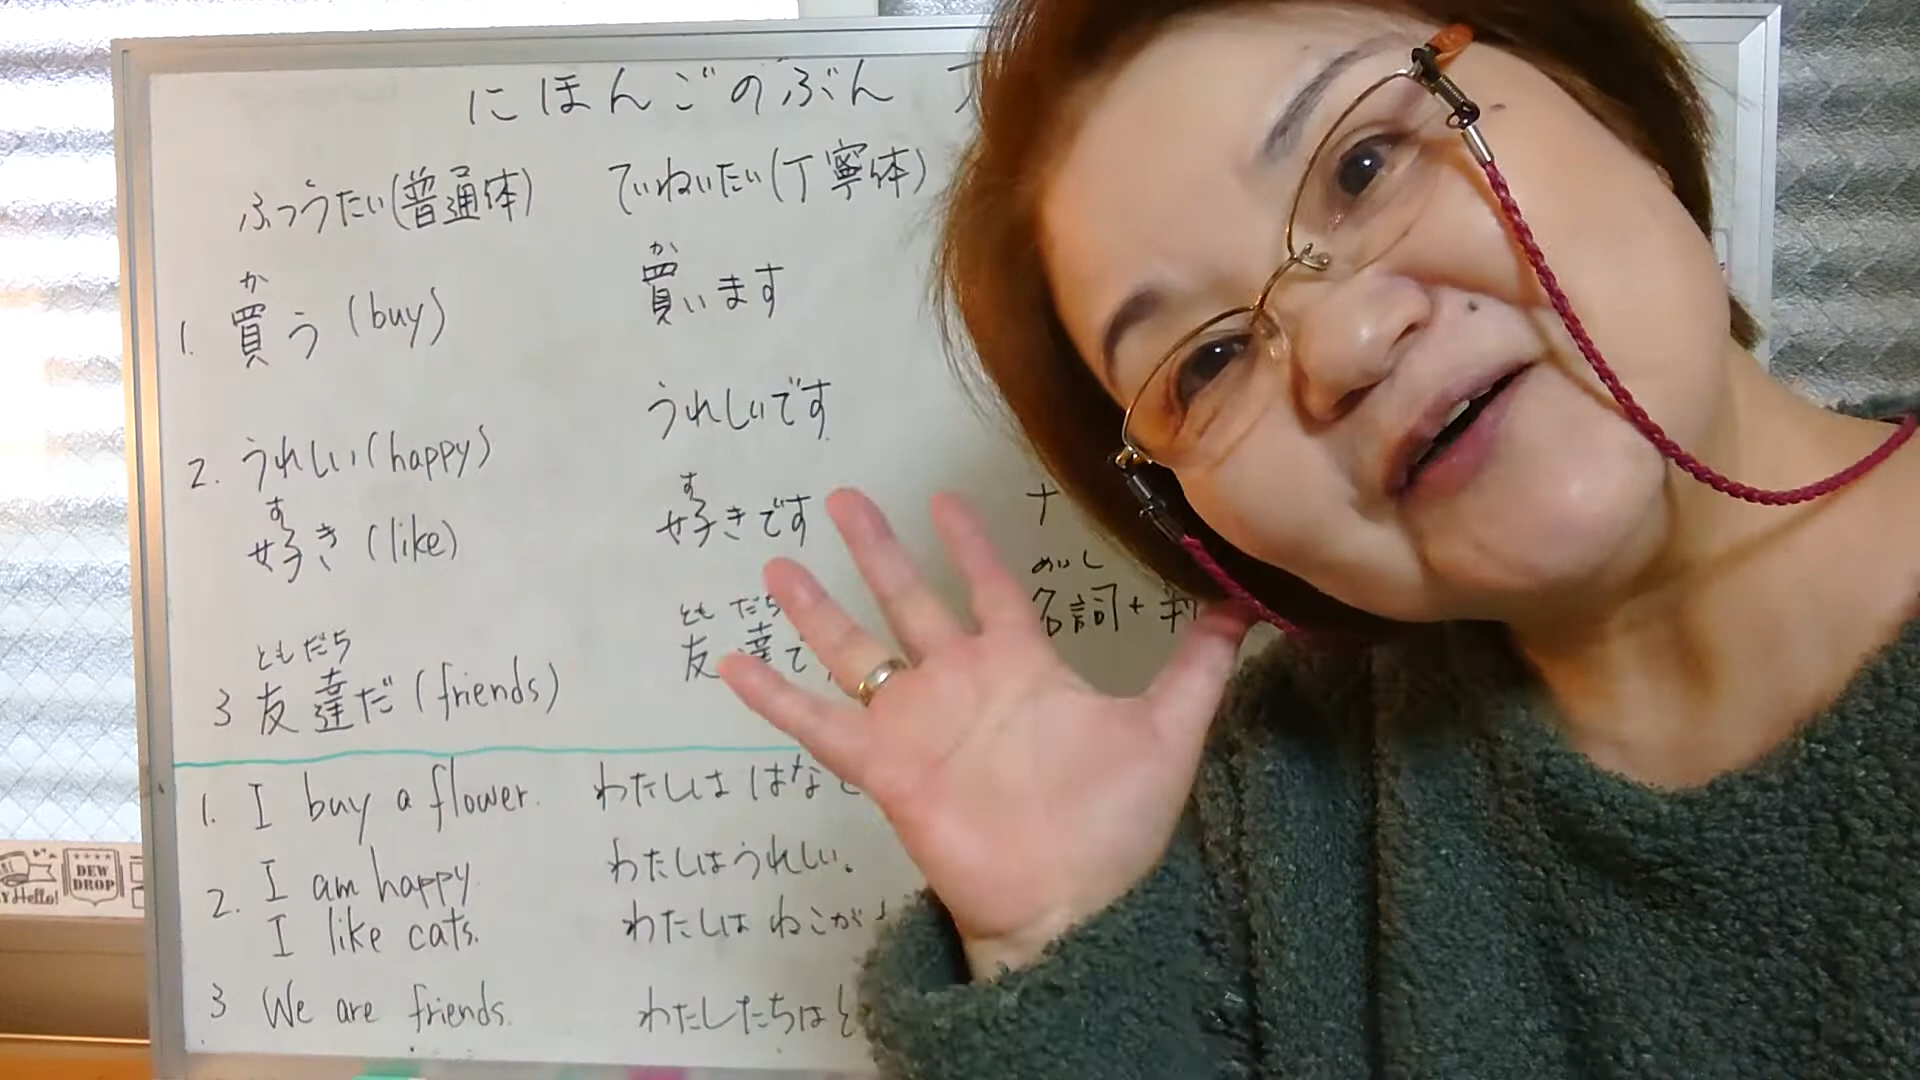 にほんごのぶん
ふつうたい(普通体) ていねいたい(丁寧体)
か か
1. 買う (buy) 買います
2. うれしい (happy) うれしいです
す す
好き (like) 好きです
めいし
名詞+
ともだち ともだち
3 友達だ (friends) 友達で
1. I buy a flower. わたしは はなを
2. I am happy. わたしはうれしい。
I like cats. わたしは ねこが
3 We are friends. わたしたちは
DEW
DROP
Hello!